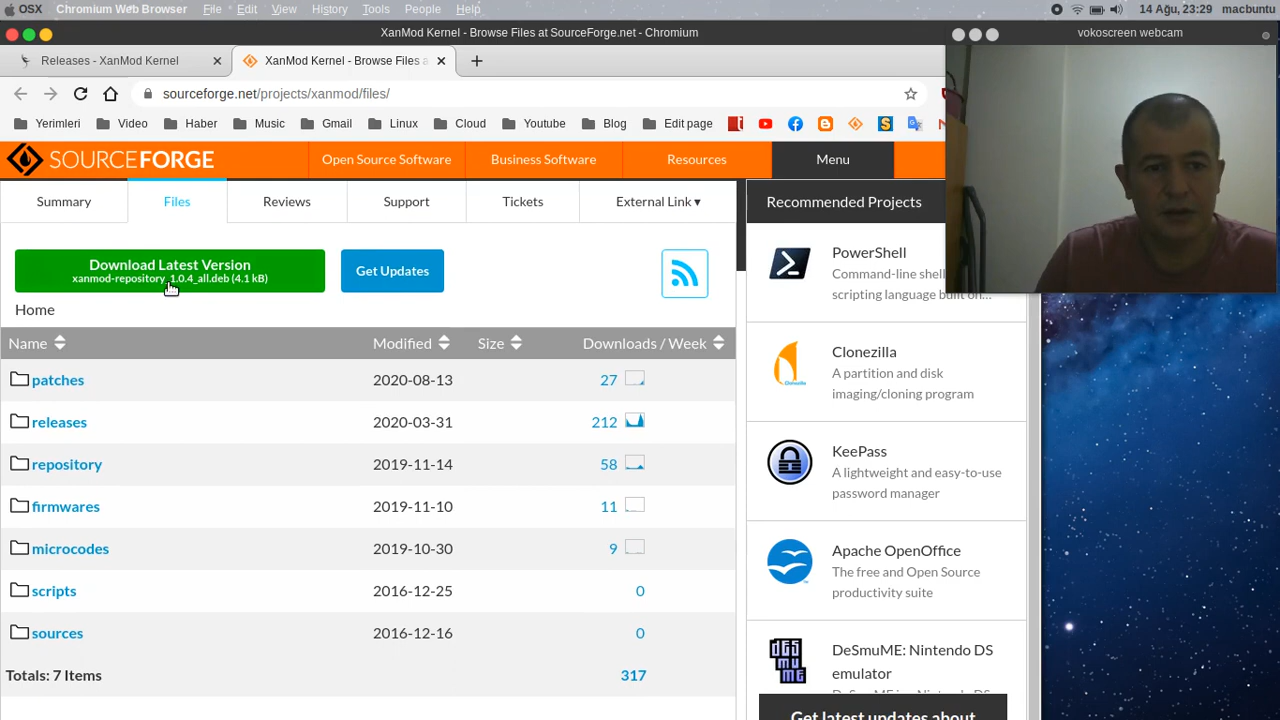 OSX Chromium Web Browser File Edit View History Tools People Help 14 Ağu, 23:29 macbuntu
XanMod Kernel - Browse Files at SourceForge.net - Chromium
vokoscreen webcam
Releases - XanMod Kernel
XanMod Kernel - Browse Files a
sourceforge.net/projects/xanmod/files/
Yerimleri Video Haber Music Gmail Linux Cloud Youtube Blog Edit page
SOURCEFORGE Open Source Software Business Software Resources Menu
Summary Files Reviews Support Tickets External Link ▾
Recommended Projects
Download Latest Version
xanmod-repository_1.0.4_all.deb (4.1 kB)
Get Updates
Home
Name Modified Size Downloads / Week
patches 2020-08-13 27
releases 2020-03-31 212
repository 2019-11-14 58
firmwares 2019-11-10 11
microcodes 2019-10-30 9
scripts 2016-12-25 0
sources 2016-12-16 0
Totals: 7 Items 317
PowerShell
Command-line shell
scripting language built on…
Clonezilla
A partition and disk
imaging/cloning program
KeePass
A lightweight and easy-to-use
password manager
Apache OpenOffice
The free and Open Source
productivity suite
DeSmuME: Nintendo DS
emulator
DeSmuME is a Nintendo DS
Get latest updates about